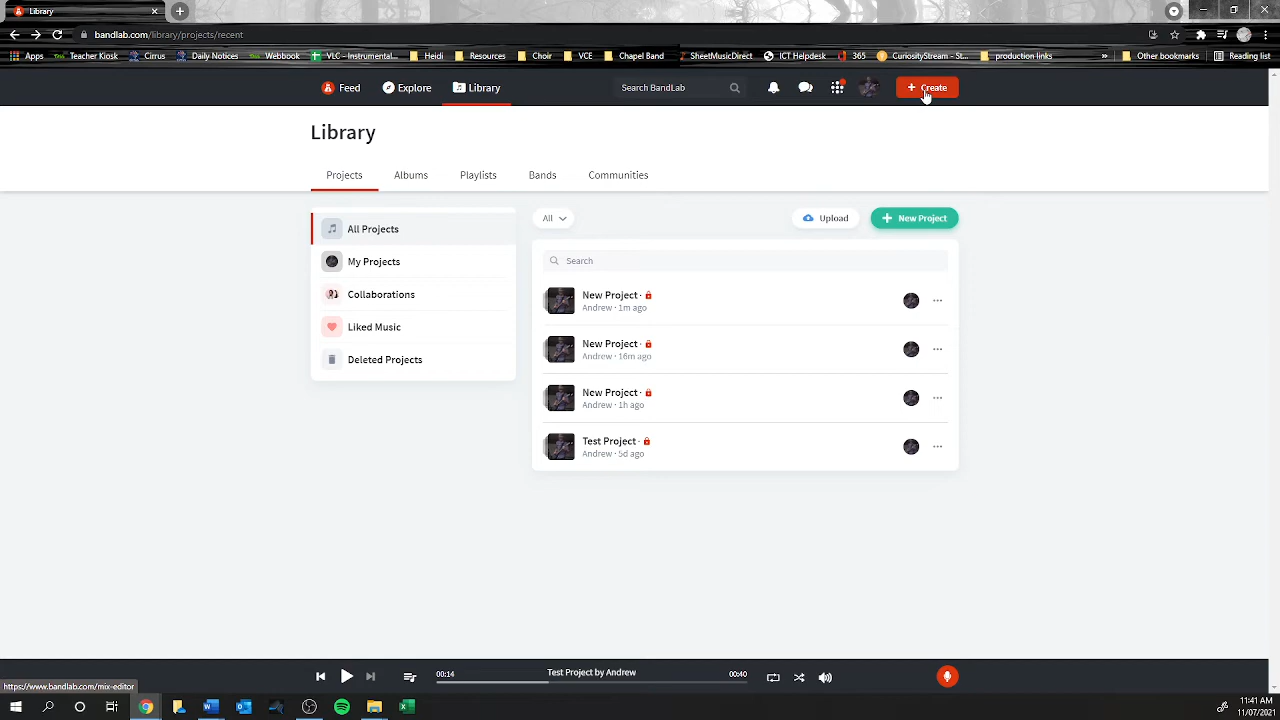 Library
bandlab.com/library/projects/recent
Apps Teacher Kiosk Cirrus Daily Notices Webhook VLC – Instrumental... Heidi Resources Choir VCE Chapel Band SheetMusicDirect ICT Helpdesk 365 CuriosityStream - St... production links » Other bookmarks Reading list
Feed Explore Library Search BandLab + Create
Library
Projects Albums Playlists Bands Communities
All Projects
My Projects
Collaborations
Liked Music
Deleted Projects
All Upload + New Project
Search
New Project ·
Andrew · 1m ago
New Project ·
Andrew · 16m ago
New Project ·
Andrew · 1h ago
Test Project ·
Andrew · 5d ago
00:14 Test Project by Andrew 00:40
https://www.bandlab.com/mix-editor
11:41 AM
11/07/2021